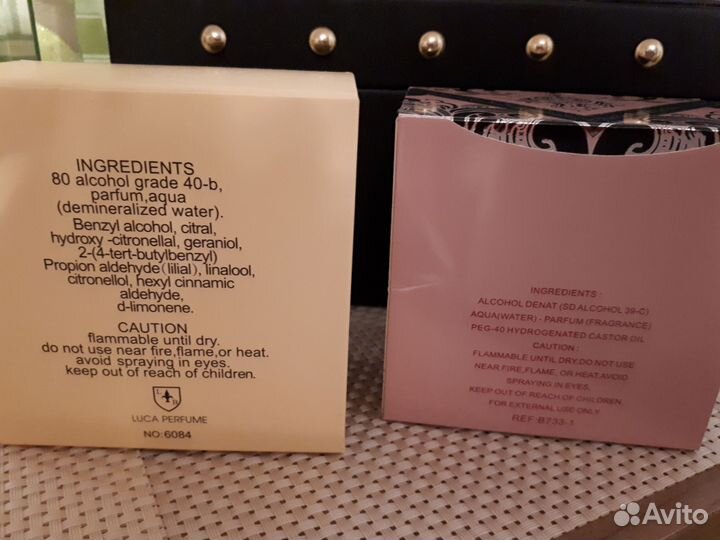 INGREDIENTS
80 alcohol grade 40-b,
parfum,aqua
(demineralized water).
Benzyl alcohol, citral,
hydroxy -citronellal, geraniol,
2-(4-tert-butylbenzyl)
Propion aldehyde(lilial), linalool,
citronellol, hexyl cinnamic
aldehyde,
d-limonene.
CAUTION
flammable until dry.
do not use near fire,flame,or heat.
avoid spraying in eyes.
keep out of reach of children.
LUCA PERFUME
NO:6084
INGREDIENTS :
ALCOHOL DENAT (SD ALCOHOL 39-C)
AQUA(WATER) - PARFUM (FRAGRANCE)
PEG-40 HYDROGENATED CASTOR OIL
CAUTION :
FLAMMABLE UNTIL DRY.DO NOT USE
NEAR FIRE,FLAME, OR HEAT.AVOID
SPRAYING IN EYES.
KEEP OUT OF REACH OF CHILDREN
FOR EXTERNAL USE ONLY
REF:B733-1
Avito